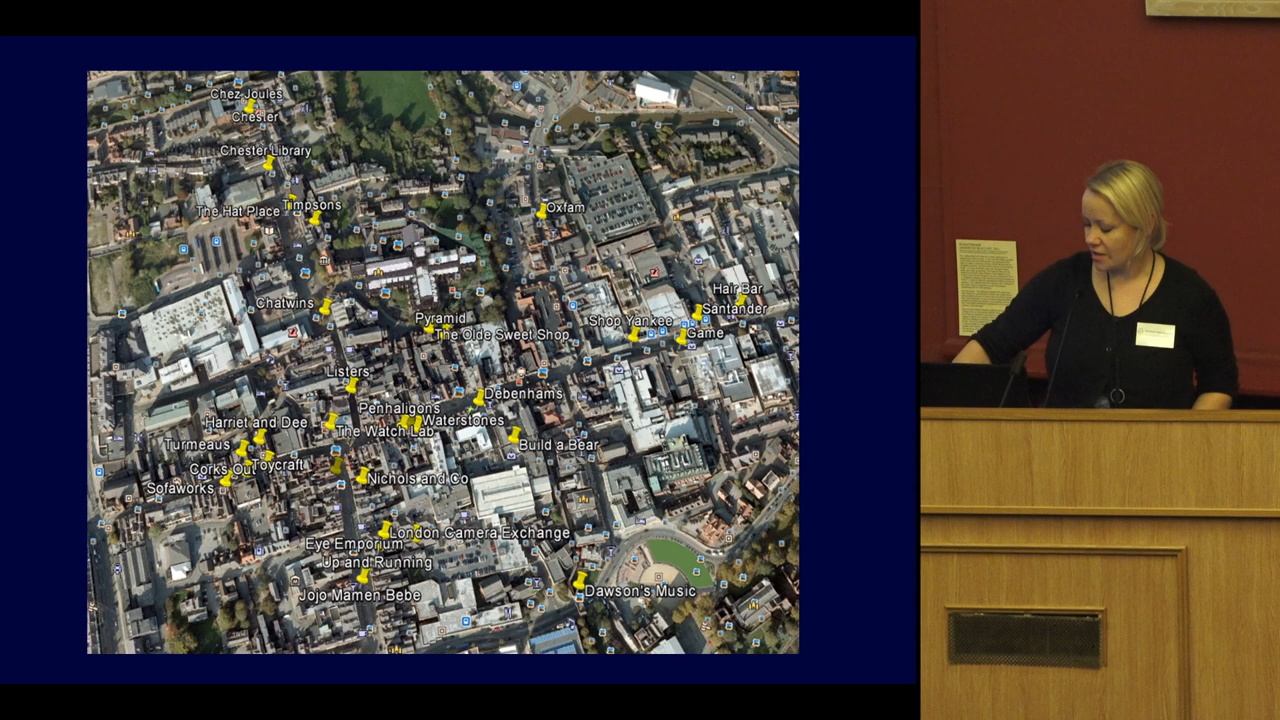 Chez Joules
Chester
Chester Library
The Hat Place
Timpsons
Oxfam
Hair Bar
Santander
Chatwins
Pyramid
The Olde Sweet Shop
Shop Yankee
Game
Listers
Debenhams
Penhaligons
Waterstones
The Watch Lab
Harriet and Dee
Turmeaus
Build a Bear
Corks Out
Toycraft
Sofaworks
Nichols and Co
London Camera Exchange
Eye Emporium
Up and Running
Jojo Mamen Bebe
Dawson's Music